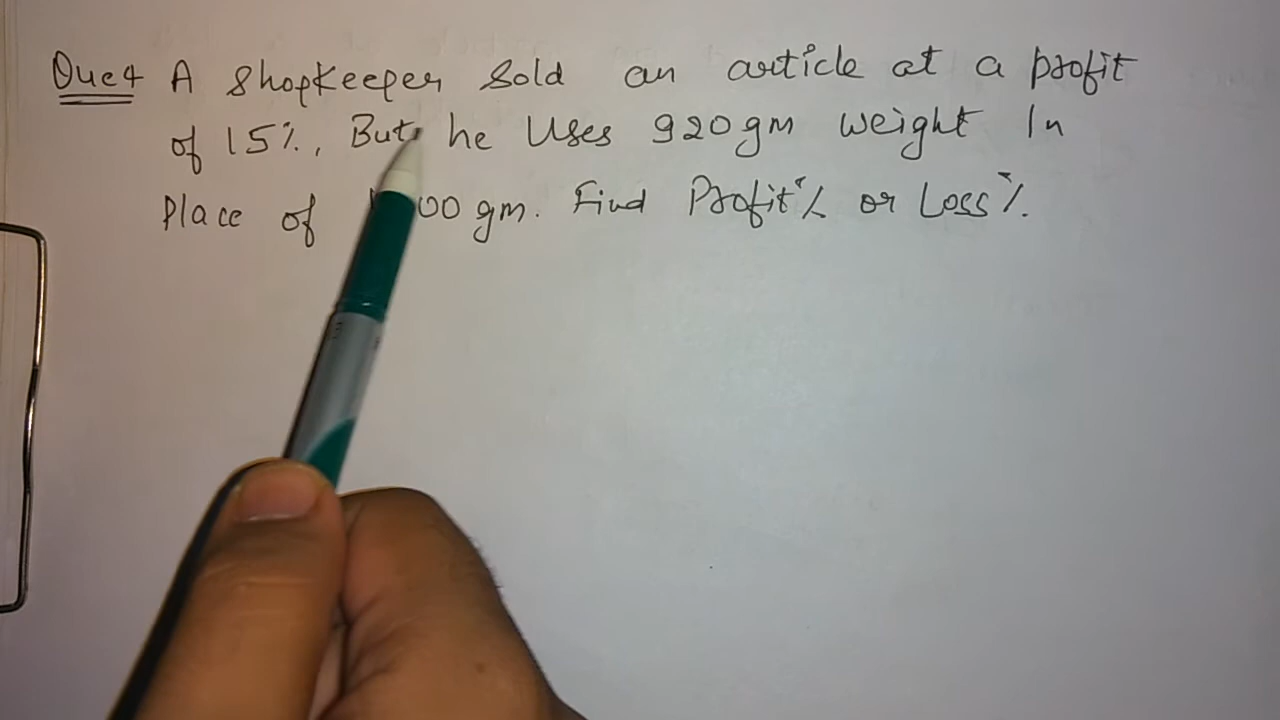 Que4 A Shopkeeper Sold an article at a profit
of 15%, But he Uses 920gm weight In
Place of 00 gm. Find Profit% or Loss%.